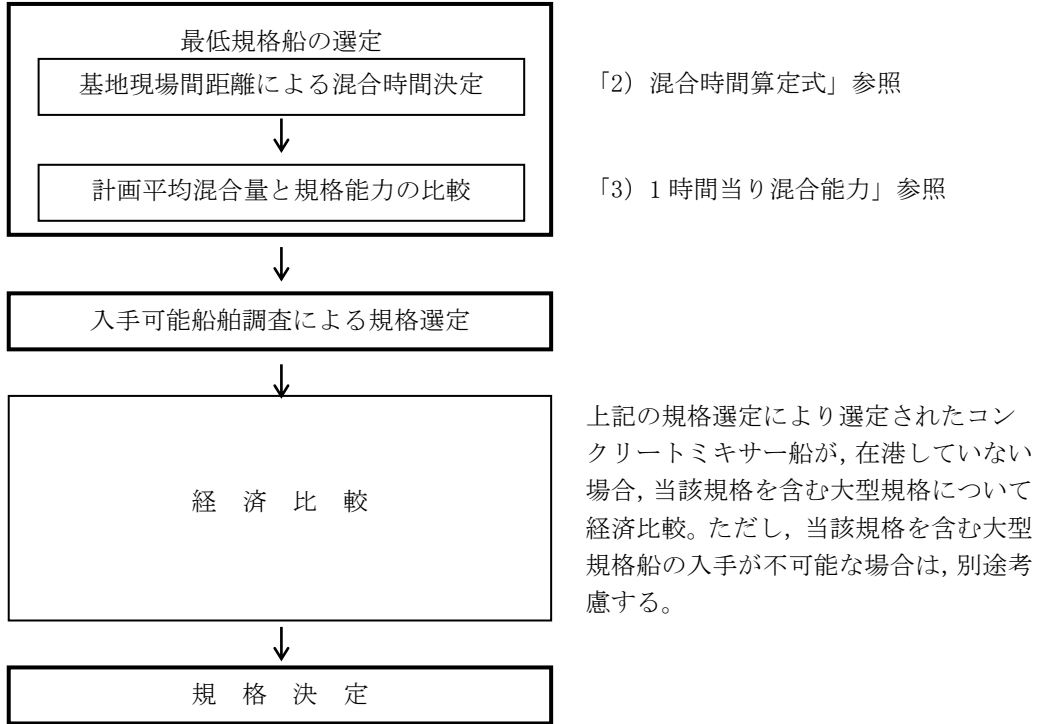 最低規格船の選定
基地現場間距離による混合時間決定
「2）混合時間算定式」参照
計画平均混合量と規格能力の比較
「3）1時間当り混合能力」参照
入手可能船舶調査による規格選定
経　済　比　較
上記の規格選定により選定されたコン
クリートミキサー船が，在港していない
場合，当該規格を含む大型規格について
経済比較。ただし，当該規格を含む大型
規格船の入手が不可能な場合は，別途考
慮する。
規　格　決　定